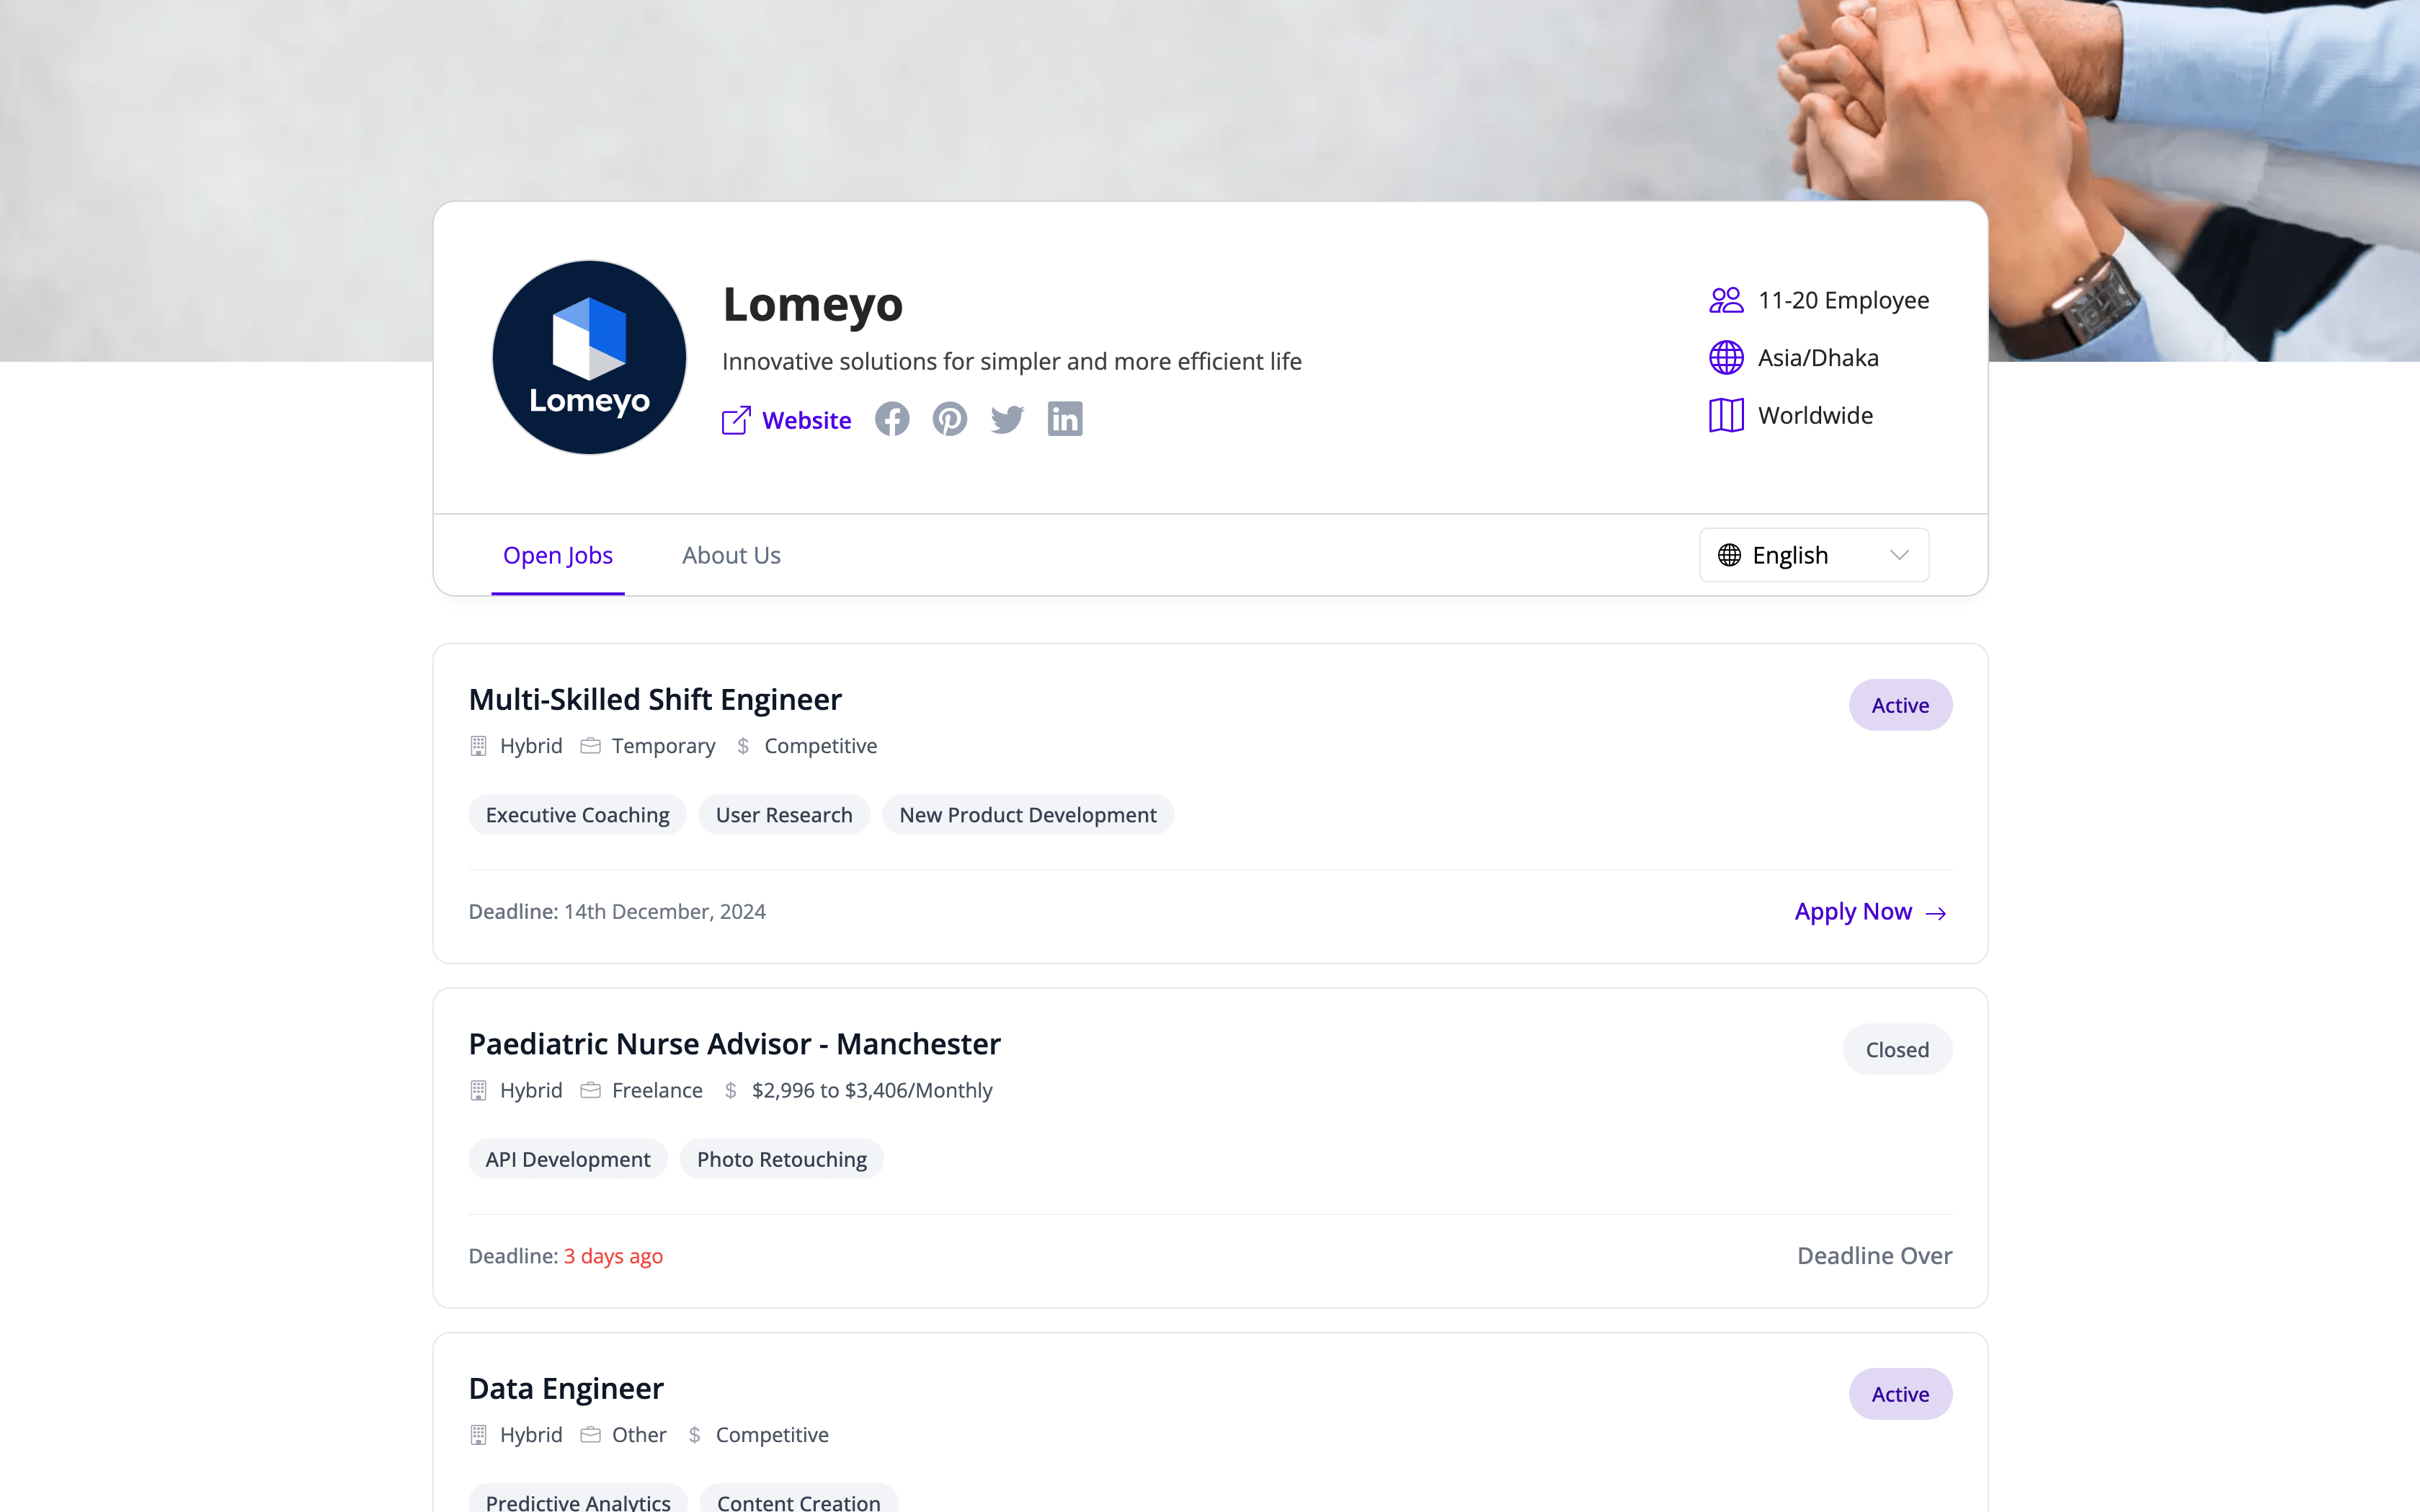 Lomeyo
Lomeyo
Innovative solutions for simpler and more efficient life
Website
11-20 Employee
Asia/Dhaka
Worldwide
Open Jobs
About Us
English
Multi-Skilled Shift Engineer
Active
Hybrid Temporary $ Competitive
Executive Coaching User Research New Product Development
Deadline: 14th December, 2024
Apply Now →
Paediatric Nurse Advisor - Manchester
Closed
Hybrid Freelance $ $2,996 to $3,406/Monthly
API Development Photo Retouching
Deadline: 3 days ago
Deadline Over
Data Engineer
Active
Hybrid Other $ Competitive
Predictive Analytics Content Creation